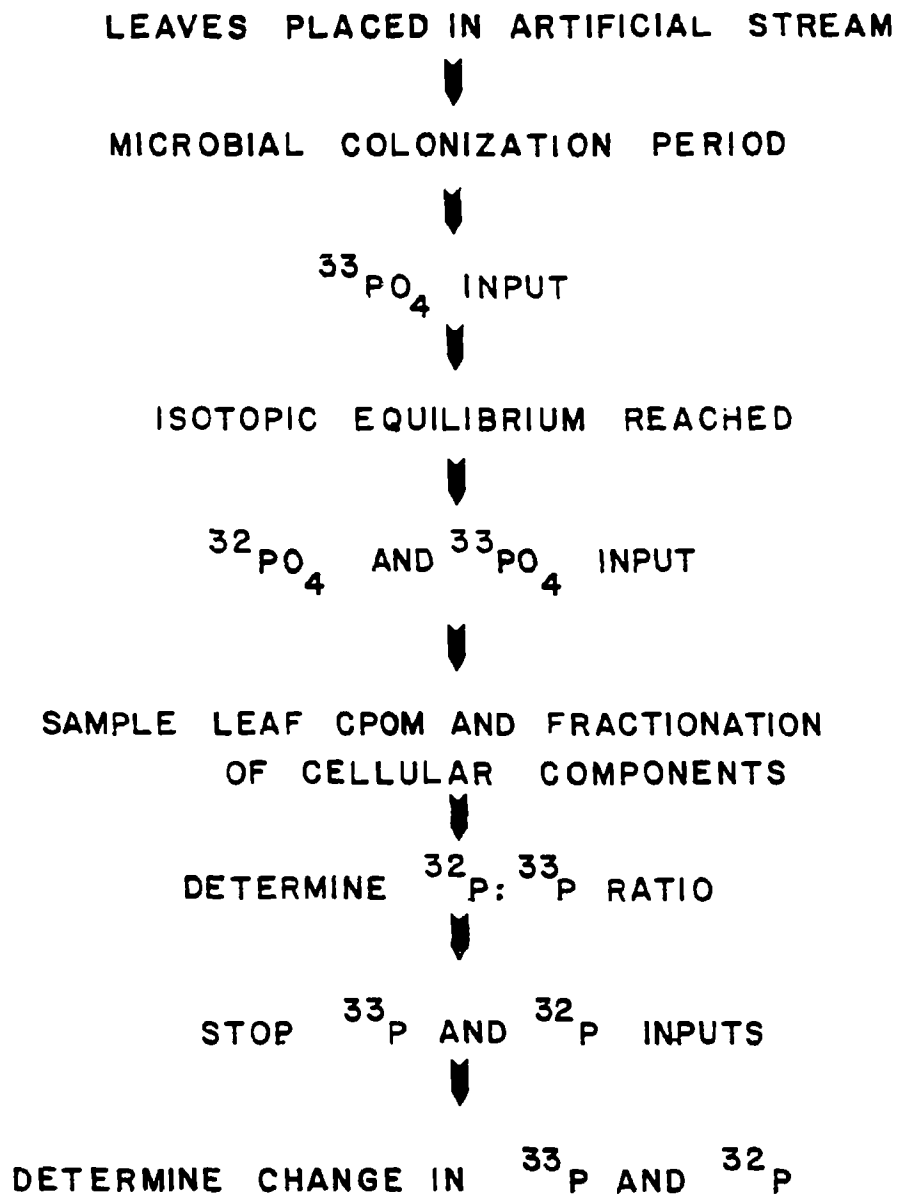 LEAVES PLACED IN ARTIFICIAL STREAM
MICROBIAL COLONIZATION PERIOD
³³PO₄ INPUT
ISOTOPIC EQUILIBRIUM REACHED
³²PO₄ AND ³³PO₄ INPUT
SAMPLE LEAF CPOM AND FRACTIONATION
OF CELLULAR COMPONENTS
DETERMINE ³²P:³³P RATIO
STOP ³³P AND ³²P INPUTS
DETERMINE CHANGE IN ³³P AND ³²P